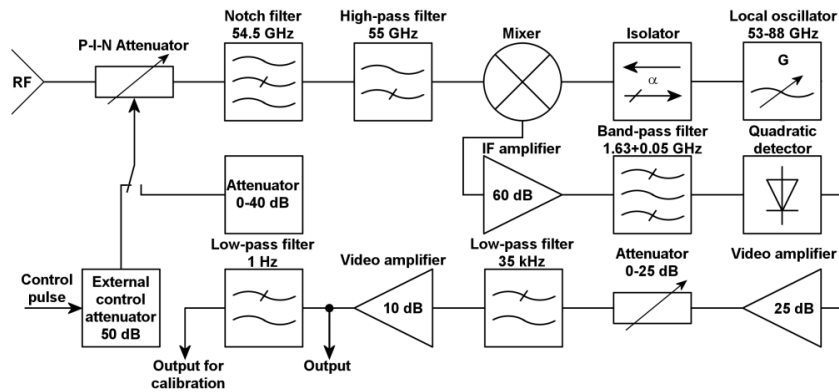 Notch filter
54.5 GHz
High-pass filter
55 GHz
Mixer
Isolator
Local oscillator
53-88 GHz
P-I-N Attenuator
RF
α
G
IF amplifier
60 dB
Band-pass filter
1.63+0.05 GHz
Quadratic
detector
Attenuator
0-40 dB
Low-pass filter
1 Hz
Video amplifier
10 dB
Low-pass filter
35 kHz
Attenuator
0-25 dB
Video amplifier
25 dB
Control
pulse
External
control
attenuator
50 dB
Output for
calibration
Output